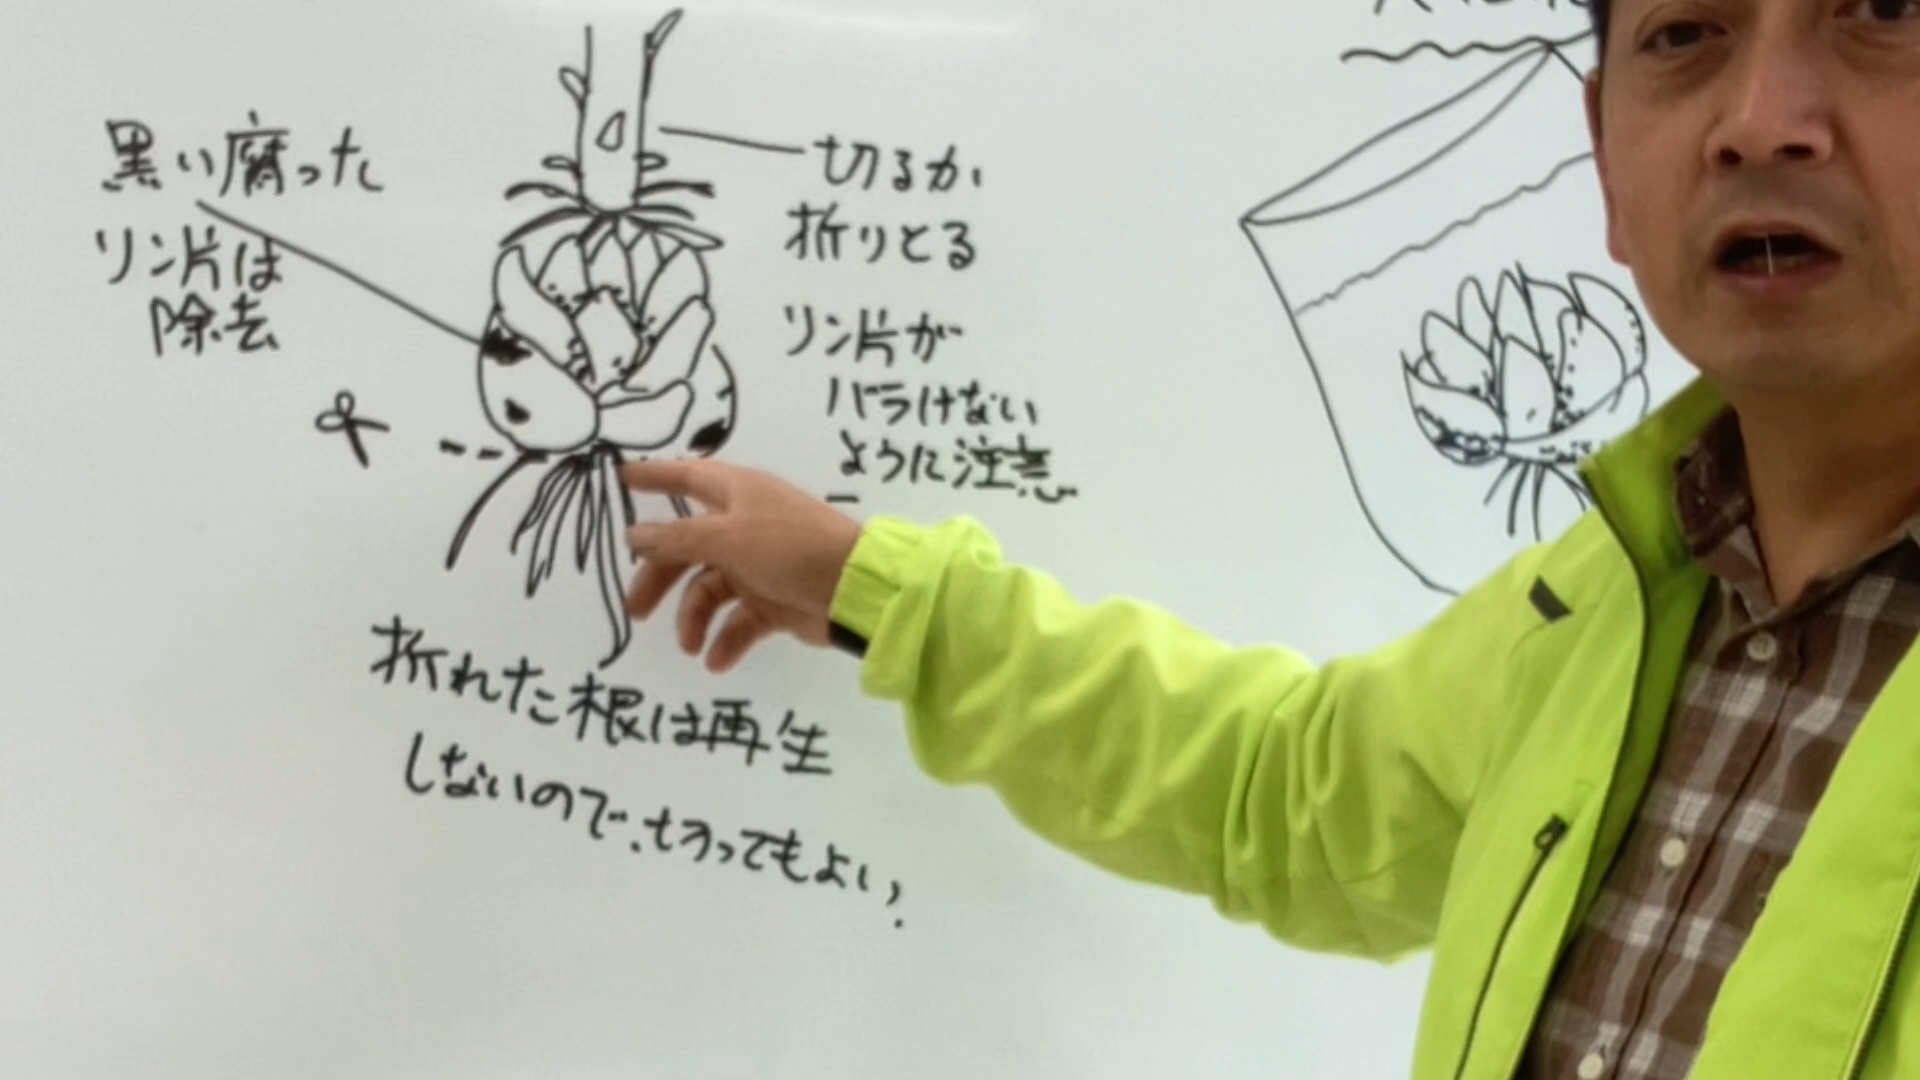 黒い腐った
リン片は
除去
切るか
折りとる
リン片が
バラけない
ように注意
折れた根は再生
しないので、切ってもよい。